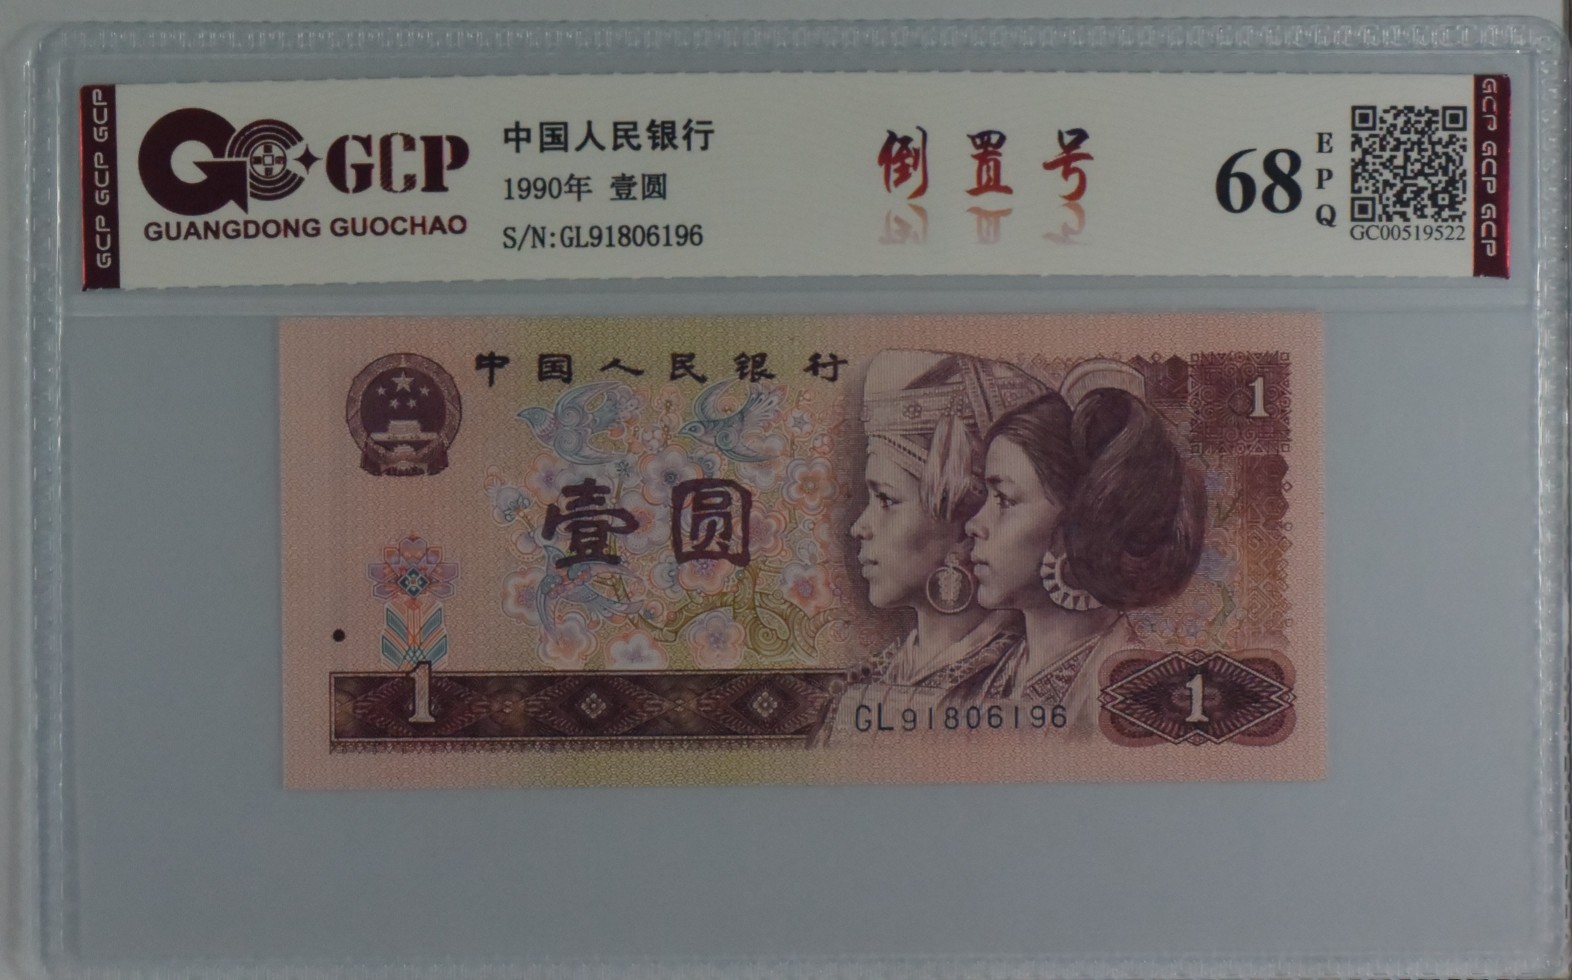 GCP GCP GCP
GCP
GUANGDONG GUOCHAO
中国人民银行
1990年 壹圆
S/N:GL91806196
倒置号
68
EPQ
GC00519522
GCP GCP GCP
中国人民银行
1
壹圆
1
GL91806196
1